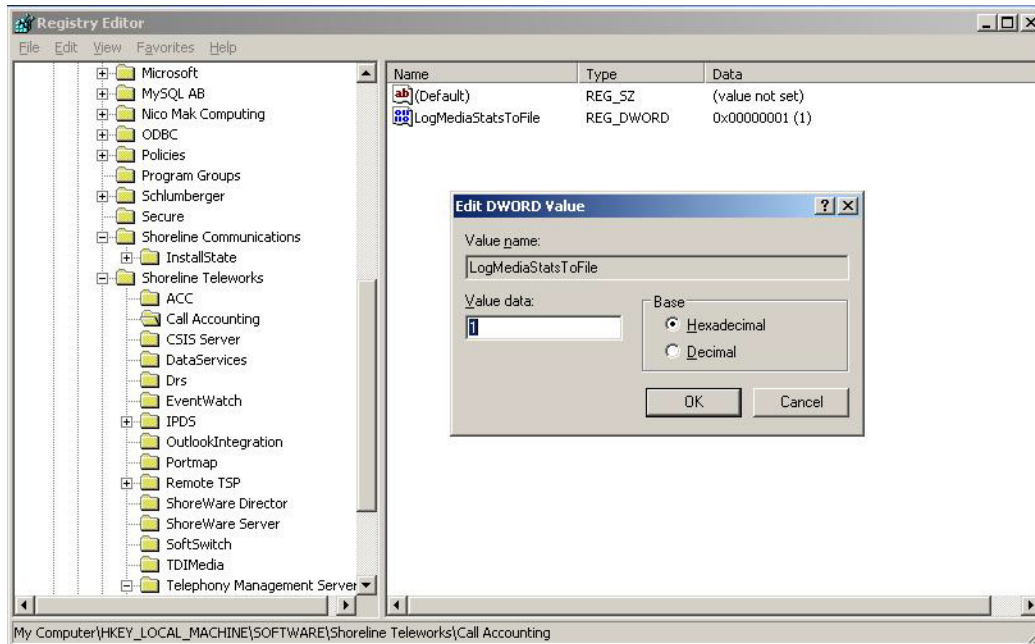 Registry Editor
File Edit View Favorites Help
Microsoft
MySQL AB
Nico Mak Computing
ODBC
Policies
Program Groups
Schlumberger
Secure
Shoreline Communications
InstallState
Shoreline Teleworks
ACC
Call Accounting
CSIS Server
DataServices
Drs
EventWatch
IPDS
OutlookIntegration
Portmap
Remote TSP
ShoreWare Director
ShoreWare Server
SoftSwitch
TDIMedia
Telephony Management Server
Name Type Data
(Default) REG_SZ (value not set)
LogMediaStatsToFile REG_DWORD 0x00000001 (1)
Edit DWORD Value
Value name:
LogMediaStatsToFile
Value data:
1
Base
Hexadecimal
Decimal
OK Cancel
My Computer\HKEY_LOCAL_MACHINE\SOFTWARE\Shoreline Teleworks\Call Accounting